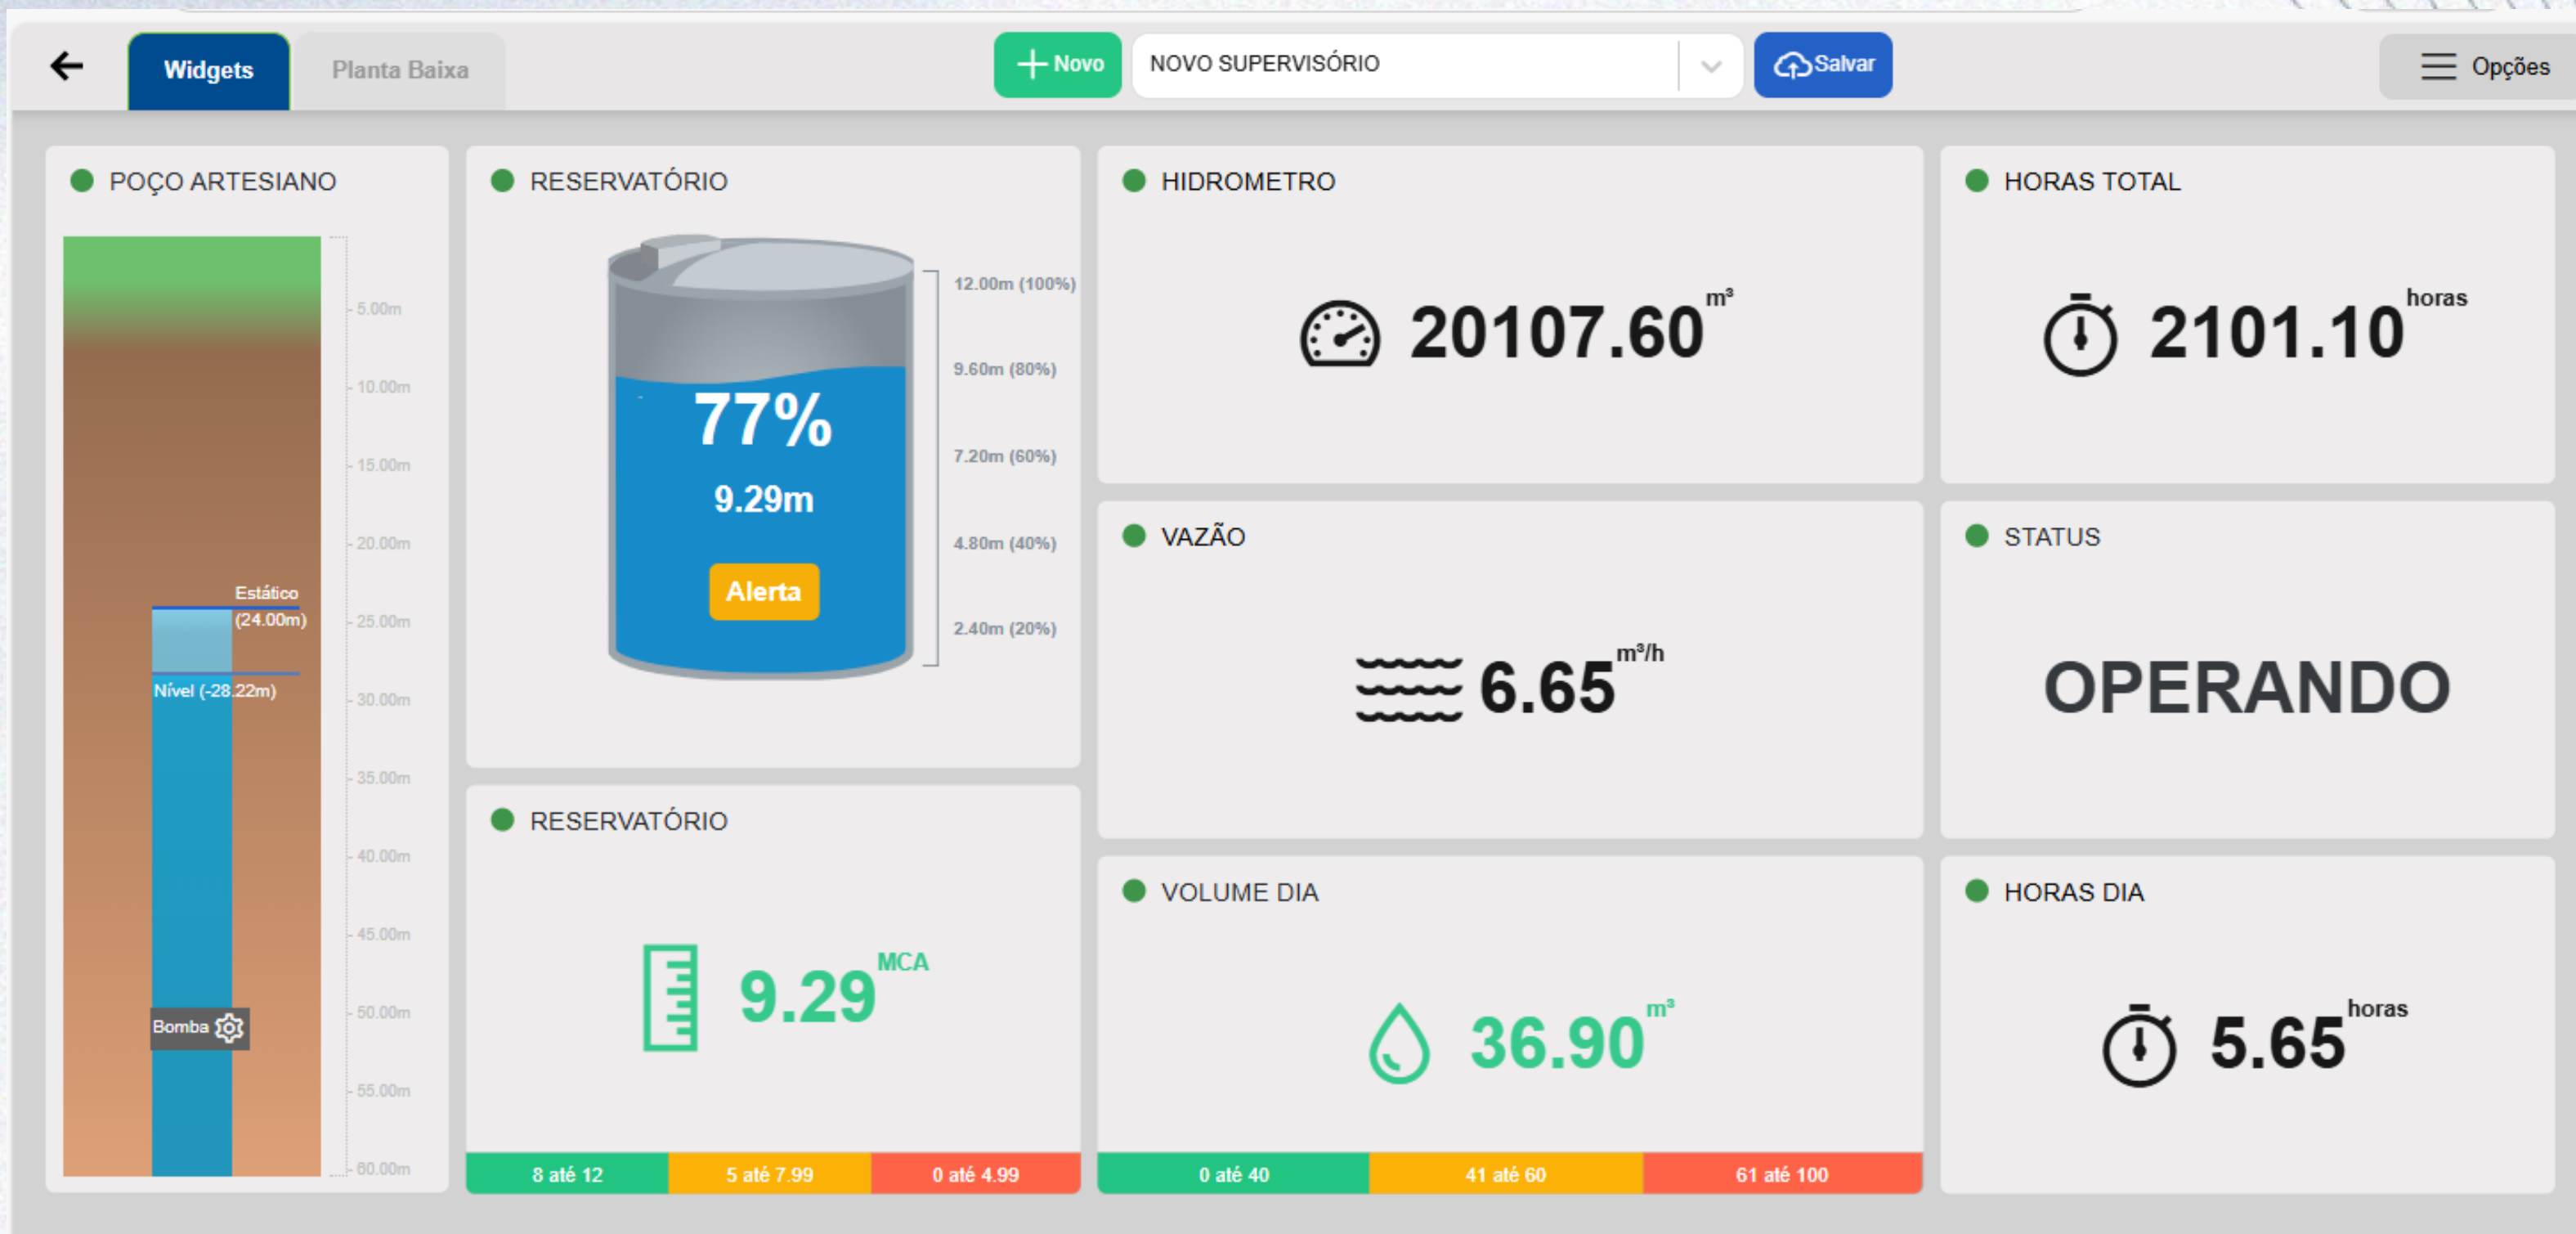 Widgets
Planta Baixa
Novo
NOVO SUPERVISÓRIO
Salvar
Opções
POÇO ARTESIANO
5.00m
10.00m
15.00m
20.00m
25.00m
30.00m
35.00m
40.00m
45.00m
50.00m
55.00m
60.00m
Estático
(24.00m)
Nível (-28.22m)
Bomba
RESERVATÓRIO
12.00m (100%)
9.60m (80%)
7.20m (60%)
4.80m (40%)
2.40m (20%)
77%
9.29m
Alerta
RESERVATÓRIO
9.29 MCA
8 até 12
5 até 7.99
0 até 4.99
HIDROMETRO
20107.60 m³
VAZÃO
6.65 m³/h
VOLUME DIA
36.90 m³
0 até 40
41 até 60
61 até 100
HORAS TOTAL
2101.10 horas
STATUS
OPERANDO
HORAS DIA
5.65 horas